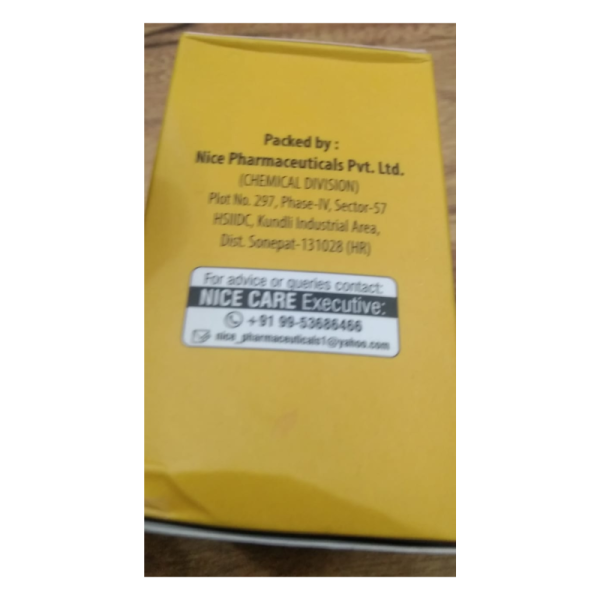 Packed by :
Nice Pharmaceuticals Pvt. Ltd.
(CHEMICAL DIVISION)
Plot No. 297, Phase-IV, Sector-57
HSIIDC, Kundli Industrial Area,
Dist. Sonepat-131028 (HR)
For advice or queries contact:
NICE CARE Executive:
+91 99-53686466
nice_pharmaceuticals1@yahoo.com